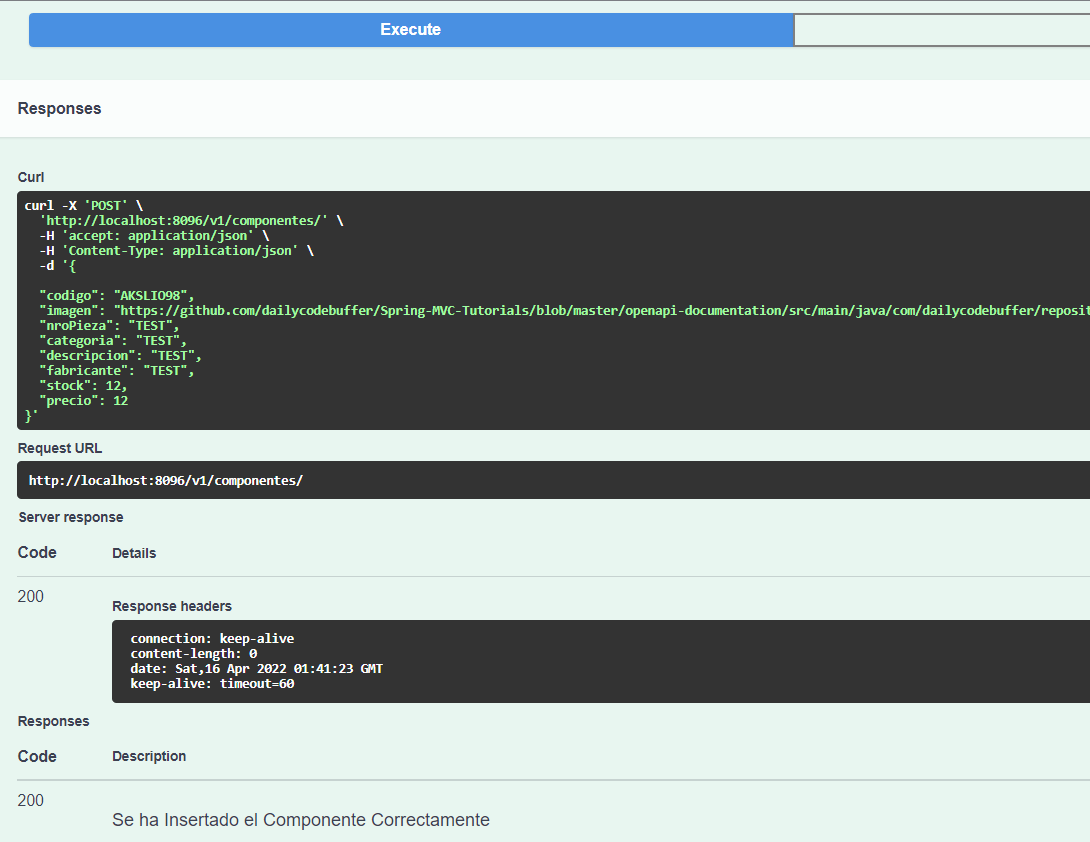 Execute
Responses
Curl
curl -X 'POST' \
'http://localhost:8096/v1/componentes/' \
-H 'accept: application/json' \
-H 'Content-Type: application/json' \
-d '{
"codigo": "AKSLIO98",
"imagen": "https://github.com/dailycodebuffer/Spring-MVC-Tutorials/blob/master/openapi-documentation/src/main/java/com/dailycodebuffer/reposit
"nroPieza": "TEST",
"categoria": "TEST",
"descripcion": "TEST",
"fabricante": "TEST",
"stock": 12,
"precio": 12
}'
Request URL
http://localhost:8096/v1/componentes/
Server response
Code Details
200
Response headers
connection: keep-alive
content-length: 0
date: Sat,16 Apr 2022 01:41:23 GMT
keep-alive: timeout=60
Responses
Code Description
200
Se ha Insertado el Componente Correctamente